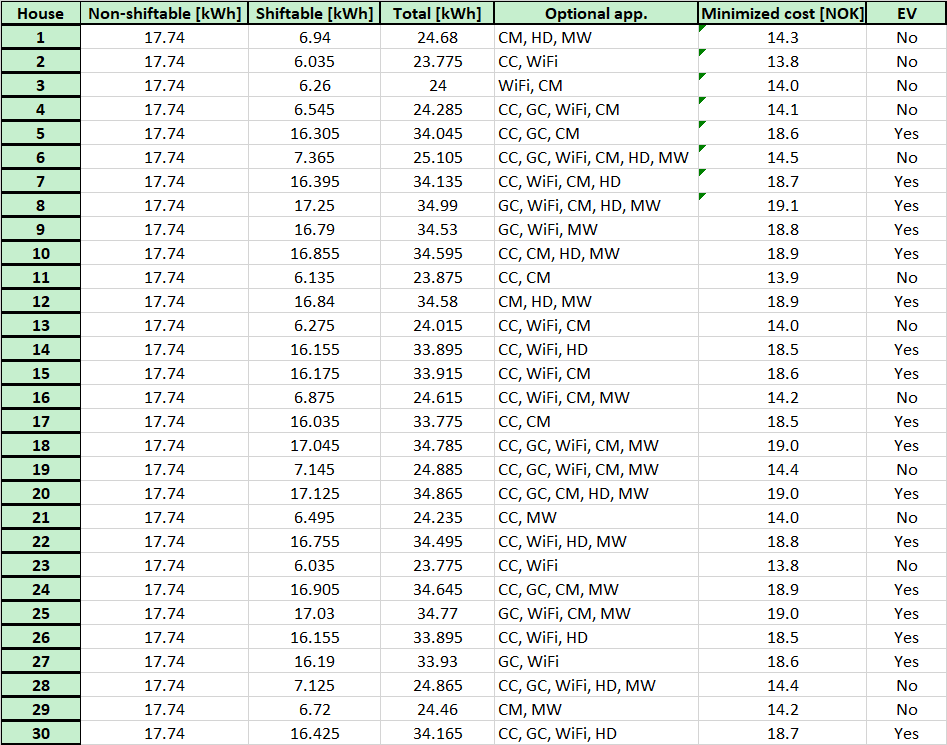 House Non-shiftable [kWh] Shiftable [kWh] Total [kWh] Optional app. Minimized cost [NOK] EV
1 17.74 6.94 24.68 CM, HD, MW 14.3 No
2 17.74 6.035 23.775 CC, WiFi 13.8 No
3 17.74 6.26 24 WiFi, CM 14.0 No
4 17.74 6.545 24.285 CC, GC, WiFi, CM 14.1 No
5 17.74 16.305 34.045 CC, GC, CM 18.6 Yes
6 17.74 7.365 25.105 CC, GC, WiFi, CM, HD, MW 14.5 No
7 17.74 16.395 34.135 CC, WiFi, CM, HD 18.7 Yes
8 17.74 17.25 34.99 GC, WiFi, CM, HD, MW 19.1 Yes
9 17.74 16.79 34.53 GC, WiFi, MW 18.8 Yes
10 17.74 16.855 34.595 CC, CM, HD, MW 18.9 Yes
11 17.74 6.135 23.875 CC, CM 13.9 No
12 17.74 16.84 34.58 CM, HD, MW 18.9 Yes
13 17.74 6.275 24.015 CC, WiFi, CM 14.0 No
14 17.74 16.155 33.895 CC, WiFi, HD 18.5 Yes
15 17.74 16.175 33.915 CC, WiFi, CM 18.6 Yes
16 17.74 6.875 24.615 CC, WiFi, CM, MW 14.2 No
17 17.74 16.035 33.775 CC, CM 18.5 Yes
18 17.74 17.045 34.785 CC, GC, WiFi, CM, MW 19.0 Yes
19 17.74 7.145 24.885 CC, GC, WiFi, CM, MW 14.4 No
20 17.74 17.125 34.865 CC, GC, CM, HD, MW 19.0 Yes
21 17.74 6.495 24.235 CC, MW 14.0 No
22 17.74 16.755 34.495 CC, WiFi, HD, MW 18.8 Yes
23 17.74 6.035 23.775 CC, WiFi 13.8 No
24 17.74 16.905 34.645 CC, GC, CM, MW 18.9 Yes
25 17.74 17.03 34.77 GC, WiFi, CM, MW 19.0 Yes
26 17.74 16.155 33.895 CC, WiFi, HD 18.5 Yes
27 17.74 16.19 33.93 GC, WiFi 18.6 Yes
28 17.74 7.125 24.865 CC, GC, WiFi, HD, MW 14.4 No
29 17.74 6.72 24.46 CM, MW 14.2 No
30 17.74 16.425 34.165 CC, GC, WiFi, HD 18.7 Yes